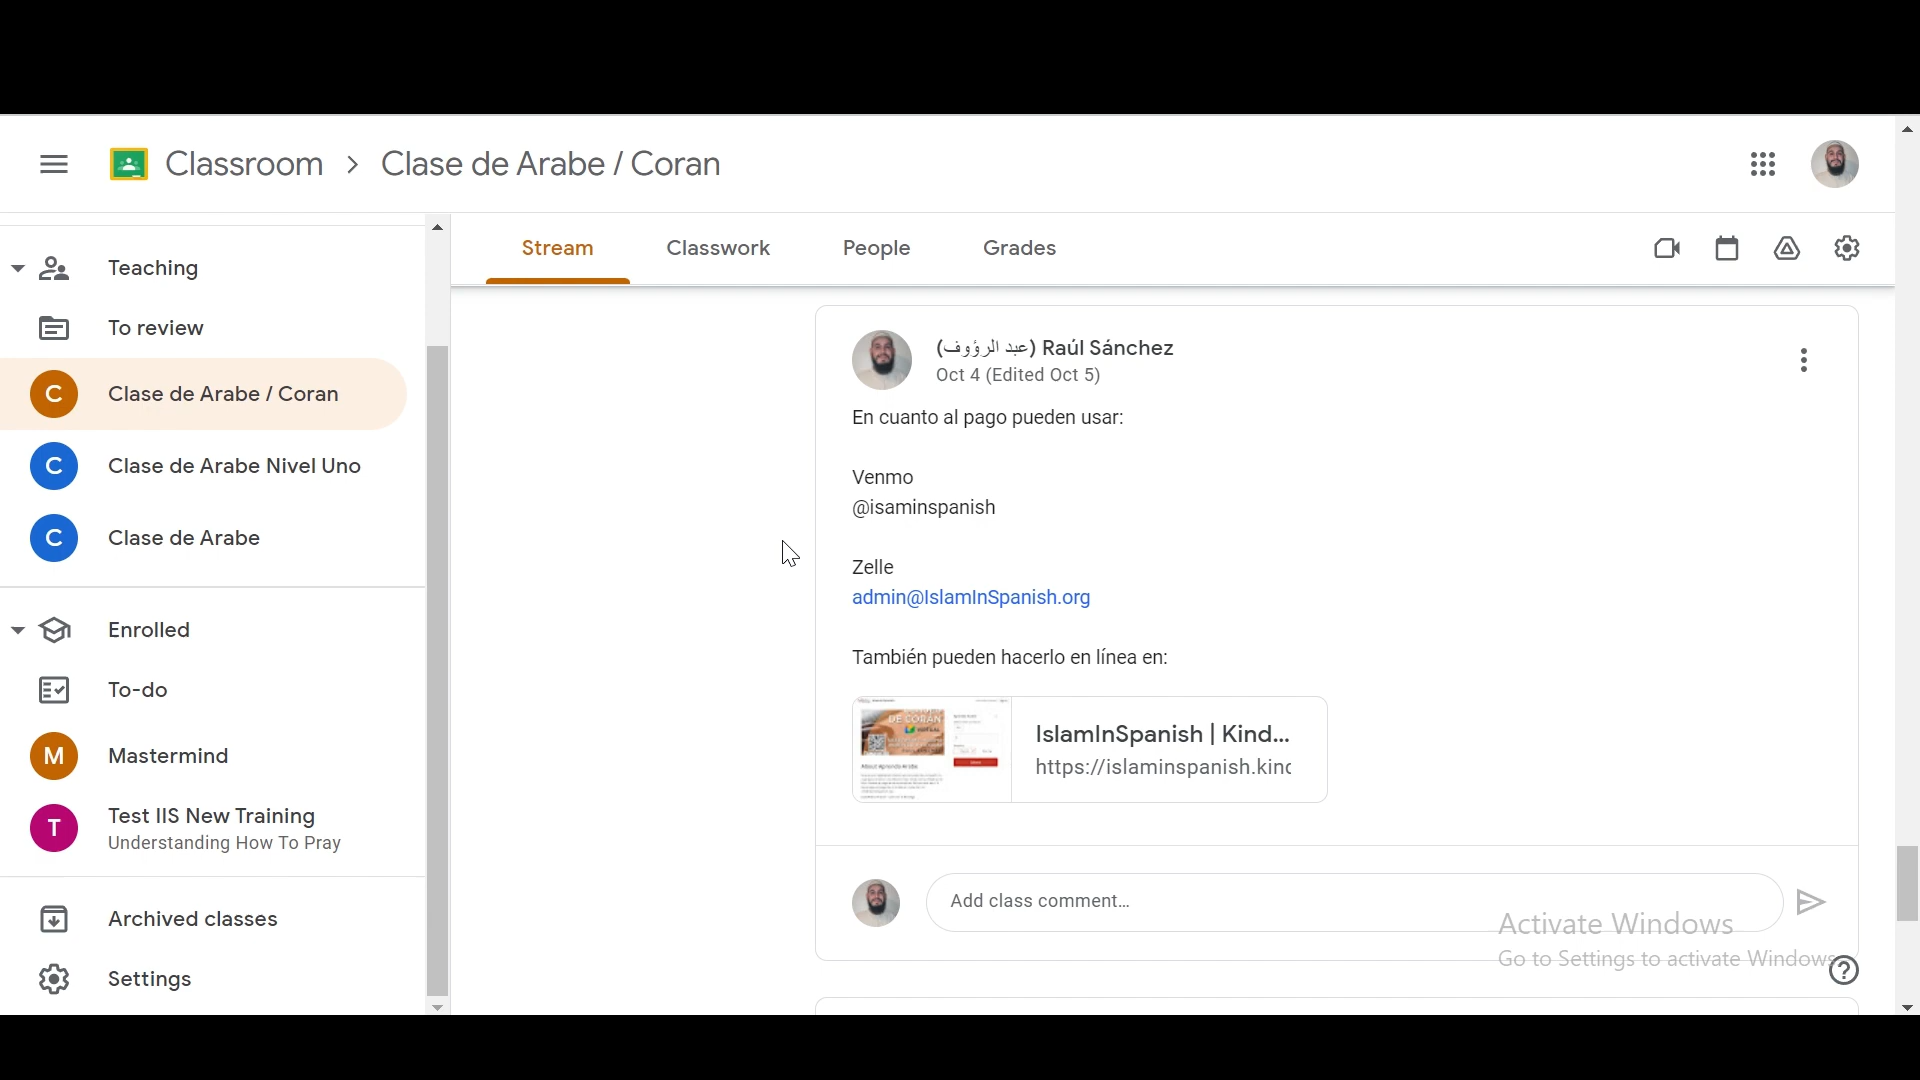 Classroom > Clase de Arabe / Coran
Teaching
To review
C Clase de Arabe / Coran
C Clase de Arabe Nivel Uno
C Clase de Arabe
Enrolled
To-do
M Mastermind
T Test IIS New Training
Understanding How To Pray
Archived classes
Settings
Stream Classwork People Grades
(عبد الرؤوف) Raúl Sánchez
Oct 4 (Edited Oct 5)
En cuanto al pago pueden usar:
Venmo
@isaminspanish
Zelle
admin@IslamInSpanish.org
También pueden hacerlo en línea en:
DE CORÁN
IslamInSpanish | Kind...
https://islaminspanish.kind
Add class comment...
Activate Windows
Go to Settings to activate Windows